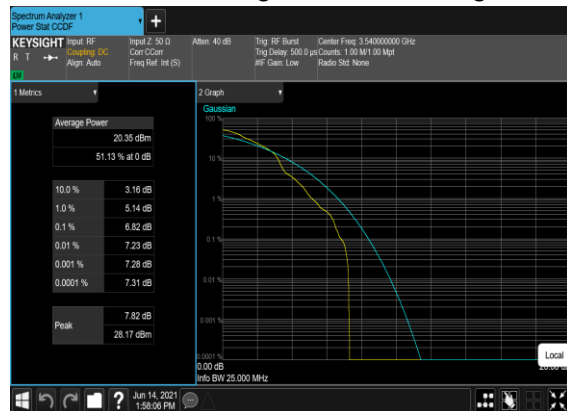 Spectrum Analyzer 1
Power Stat CCDF
KEYSIGHT Input: RF Input Z: 50 Ω Atten: 40 dB Trig: RF Burst Center Freq: 3.540000000 GHz
R T Coupling: DC Corr CCorr Trig Delay: 500.0 µs Counts: 1.00 M/1.00 Mpt
Align: Auto Freq Ref: Int (S) #IF Gain: Low Radio Std: None
1 Metrics
Average Power
20.35 dBm
51.13 % at 0 dB
10.0 % 3.16 dB
1.0 % 5.14 dB
0.1 % 6.82 dB
0.01 % 7.23 dB
0.001 % 7.28 dB
0.0001 % 7.31 dB
Peak
7.82 dB
28.17 dBm
2 Graph
Gaussian
100 %
10 %
1 %
0.1 %
0.01 %
0.001 %
0.0001 %
0.00 dB
Info BW 25.000 MHz
Local
? Jun 14, 2021
1:58:06 PM